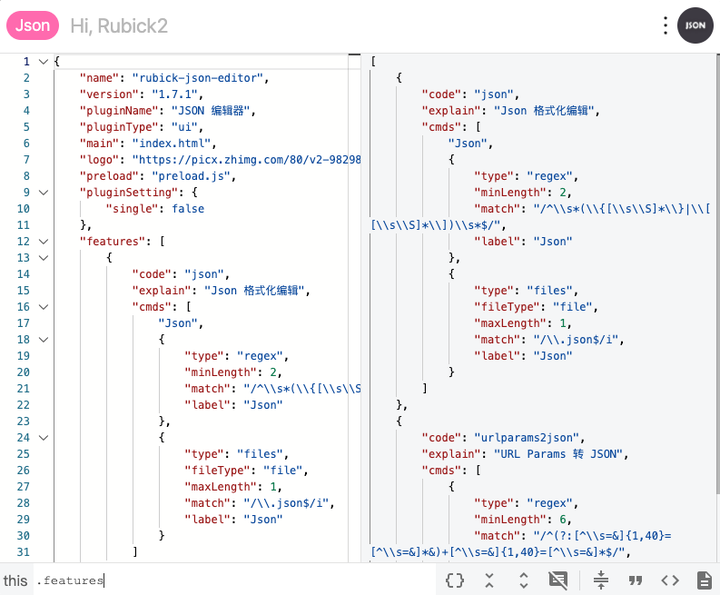 Json Hi, Rubick2
JSON
1 {
2 "name": "rubick-json-editor",
3 "version": "1.7.1",
4 "pluginName": "JSON 编辑器",
5 "pluginType": "ui",
6 "main": "index.html",
7 "logo": "https://picx.zhimg.com/80/v2-98298
8 "preload": "preload.js",
9 "pluginSetting": {
10 "single": false
11 },
12 "features": [
13 {
14 "code": "json",
15 "explain": "Json 格式化编辑",
16 "cmds": [
17 "Json",
18 {
19 "type": "regex",
20 "minLength": 2,
21 "match": "/^\\s*(\\{[\\s\\S
22 "label": "Json"
23 },
24 {
25 "type": "files",
26 "fileType": "file",
27 "maxLength": 1,
28 "match": "/\\.json$/i",
29 "label": "Json"
30 }
31 ]
[
{
"code": "json",
"explain": "Json 格式化编辑",
"cmds": [
"Json",
{
"type": "regex",
"minLength": 2,
"match": "/^\\s*(\\{[\\s\\S]*\\}|\\[
[\\s\\S]*\\])\\s*$/",
"label": "Json"
},
{
"type": "files",
"fileType": "file",
"maxLength": 1,
"match": "/\\.json$/i",
"label": "Json"
}
]
},
{
"code": "urlparams2json",
"explain": "URL Params 转 JSON",
"cmds": [
{
"type": "regex",
"minLength": 6,
"match": "/^(?:[^\\s=&]{1,40}=
[^\\s=&]*&)+[^\\s=&]{1,40}=[^\\s=&]*$/",
this .features